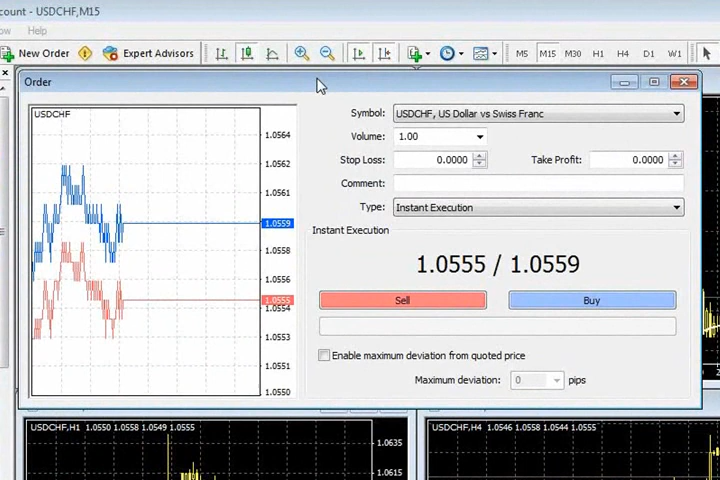 count - USDCHF,M15
ow Help
New Order Expert Advisors M5 M15 M30 H1 H4 D1 W1
Order
USDCHF
1.0564
1.0562
1.0561
1.0559
1.0558
1.0556
1.0555
1.0554
1.0553
1.0551
1.0550
Symbol: USDCHF, US Dollar vs Swiss Franc
Volume: 1.00
Stop Loss: 0.0000 Take Profit: 0.0000
Comment:
Type: Instant Execution
Instant Execution
1.0555 / 1.0559
Sell Buy
Enable maximum deviation from quoted price
Maximum deviation: 0 pips
USDCHF,H1 1.0550 1.0558 1.0549 1.0555
1.0635
1.0615
USDCHF,H4 1.0546 1.0558 1.0544 1.0555